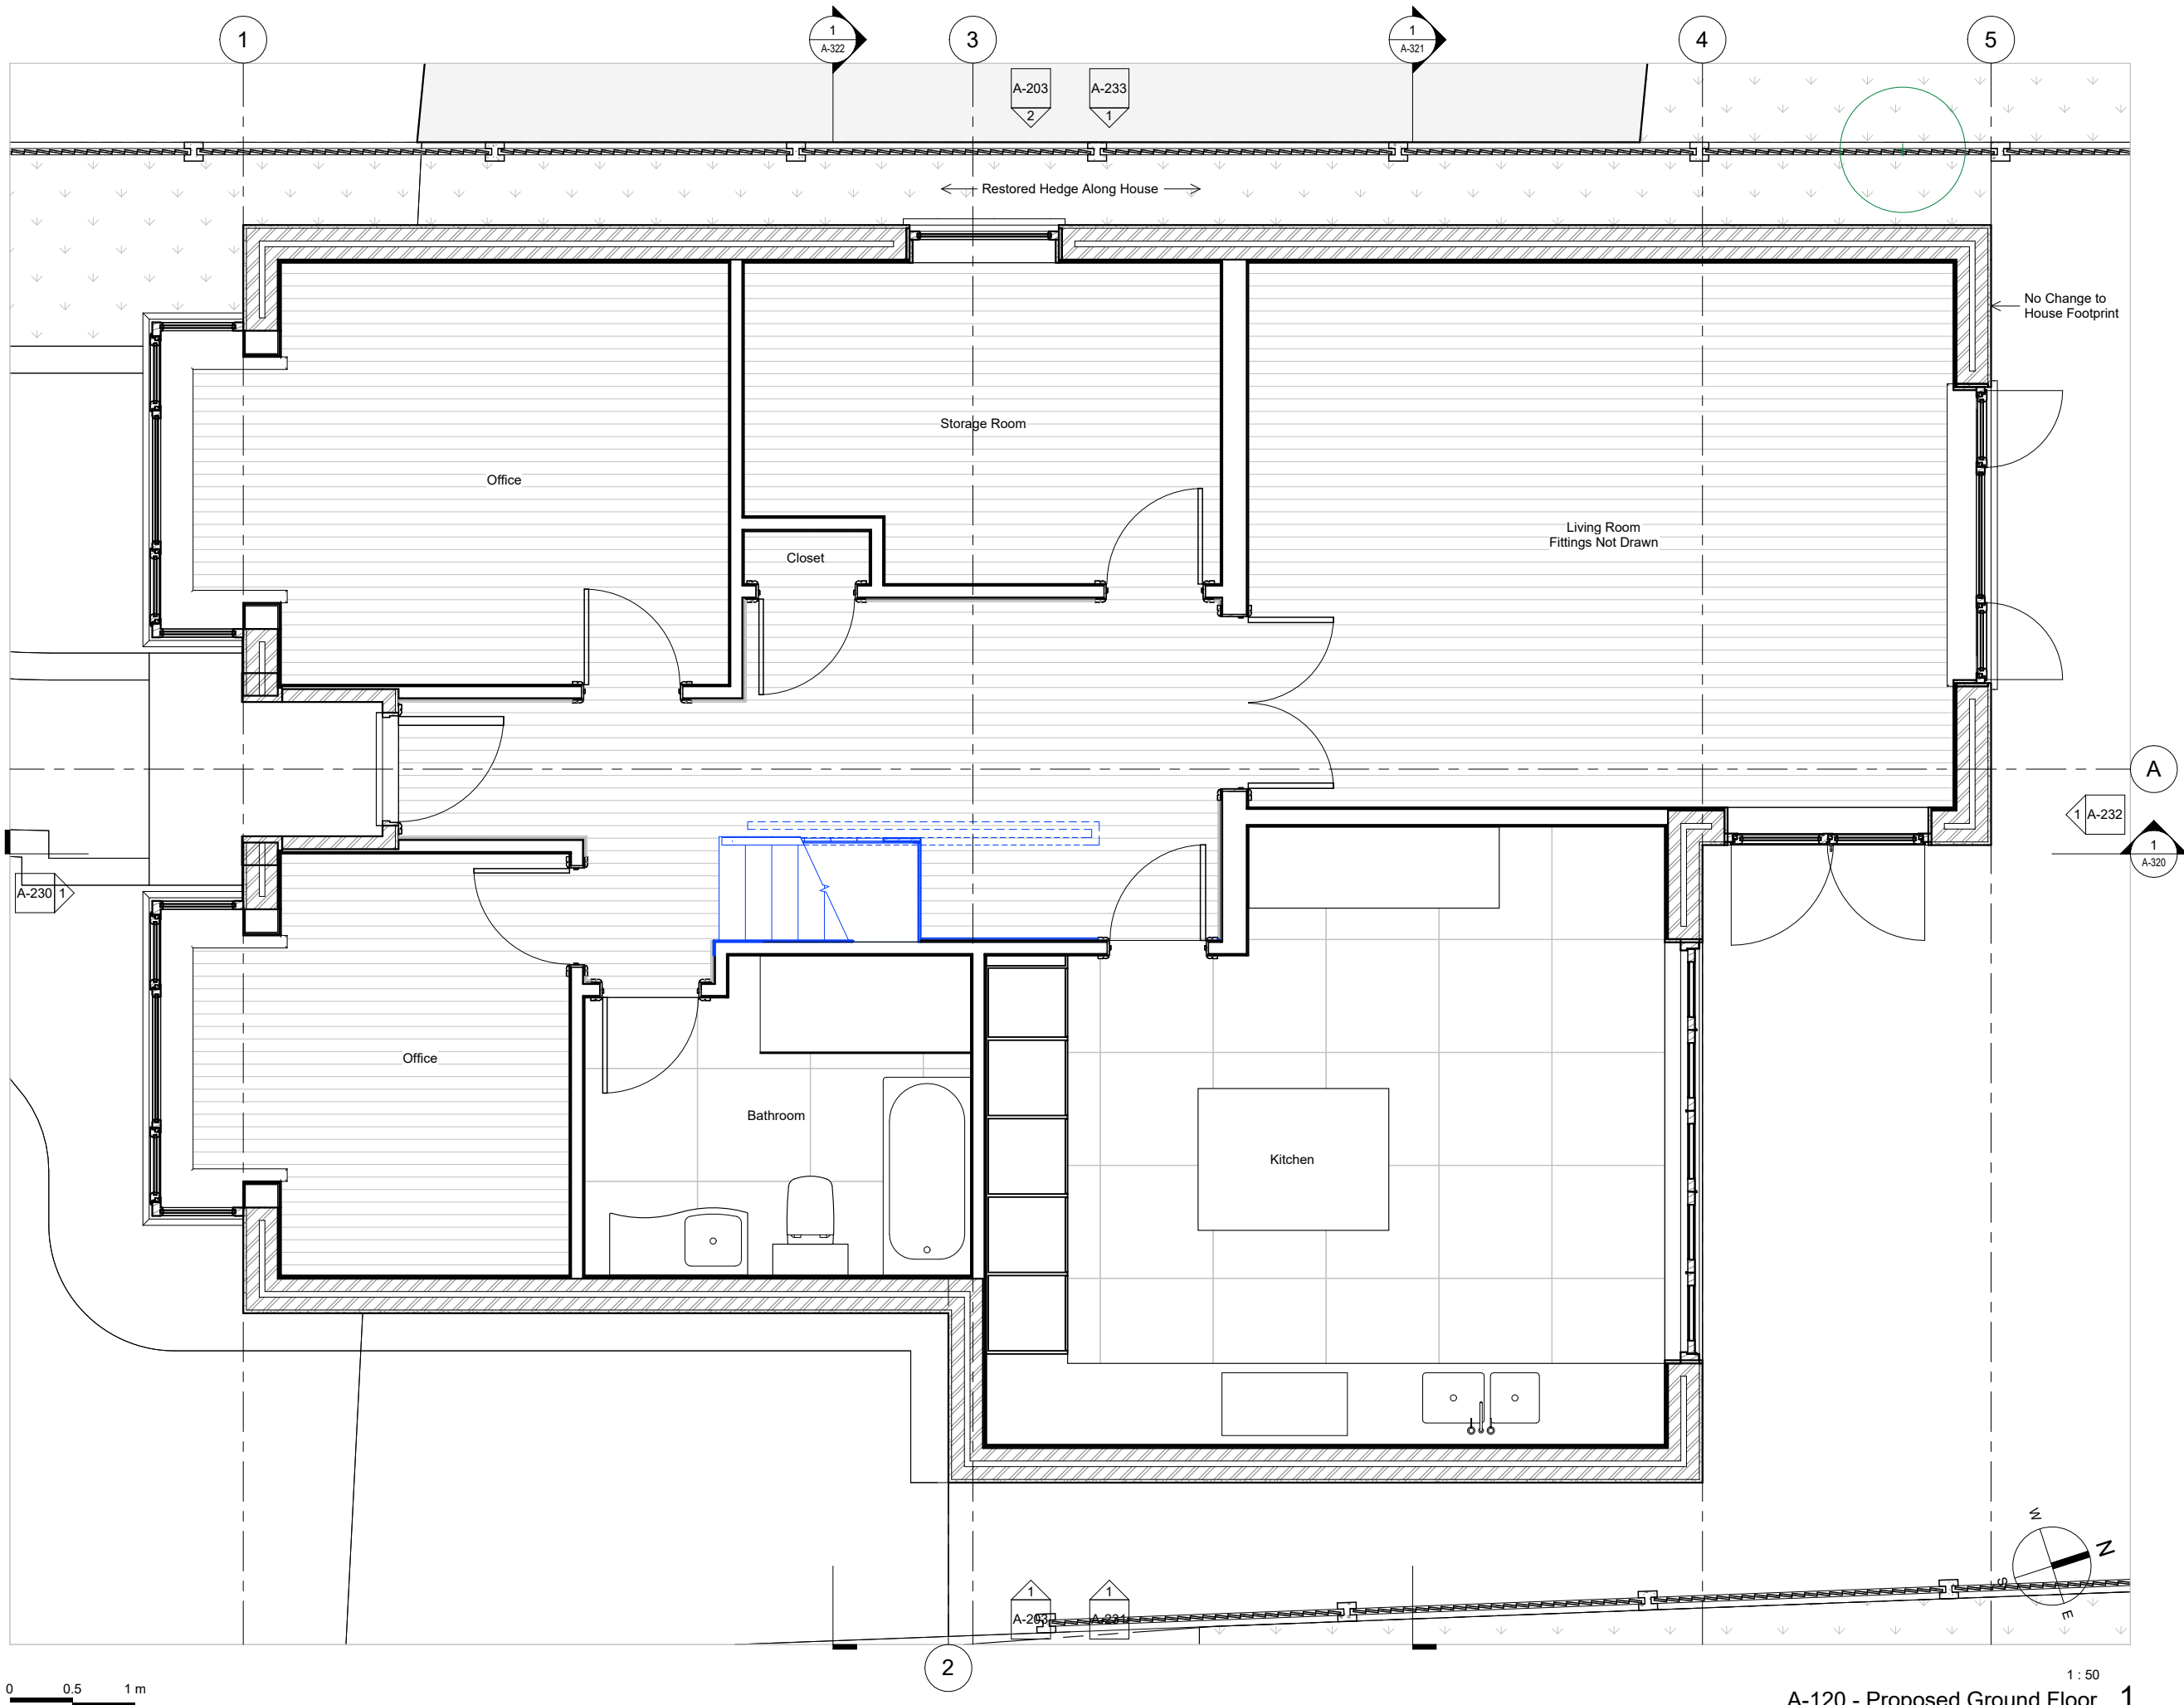 1
1
A-322
3
1
A-321
4
5
A-203
2
A-233
1
Restored Hedge Along House
No Change to
House Footprint
Storage Room
Office
Living Room
Fittings Not Drawn
Closet
A
1 A-232
1
A-320
A-230 1
Office
Bathroom
Kitchen
W
N
S
E
1
A-203
1
A-231
2
0 0.5 1 m
1 : 50
A-120 - Proposed Ground Floor 1